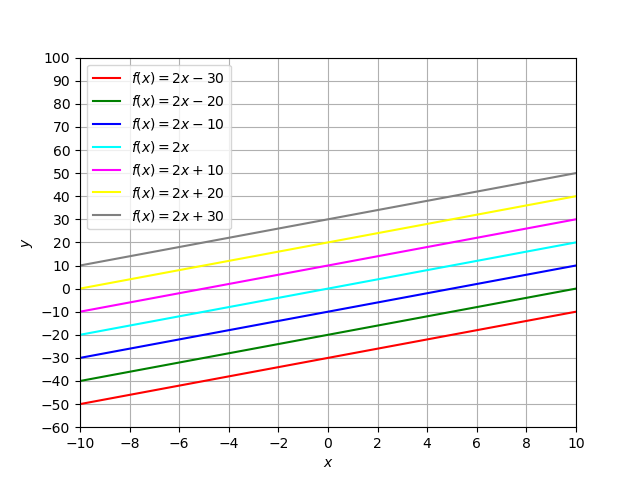 f(x) = 2x − 30
f(x) = 2x − 20
f(x) = 2x − 10
f(x) = 2x
f(x) = 2x + 10
f(x) = 2x + 20
f(x) = 2x + 30
100
90
80
70
60
50
40
30
20
10
0
−10
−20
−30
−40
−50
−60
y
−10 −8 −6 −4 −2 0 2 4 6 8 10
x